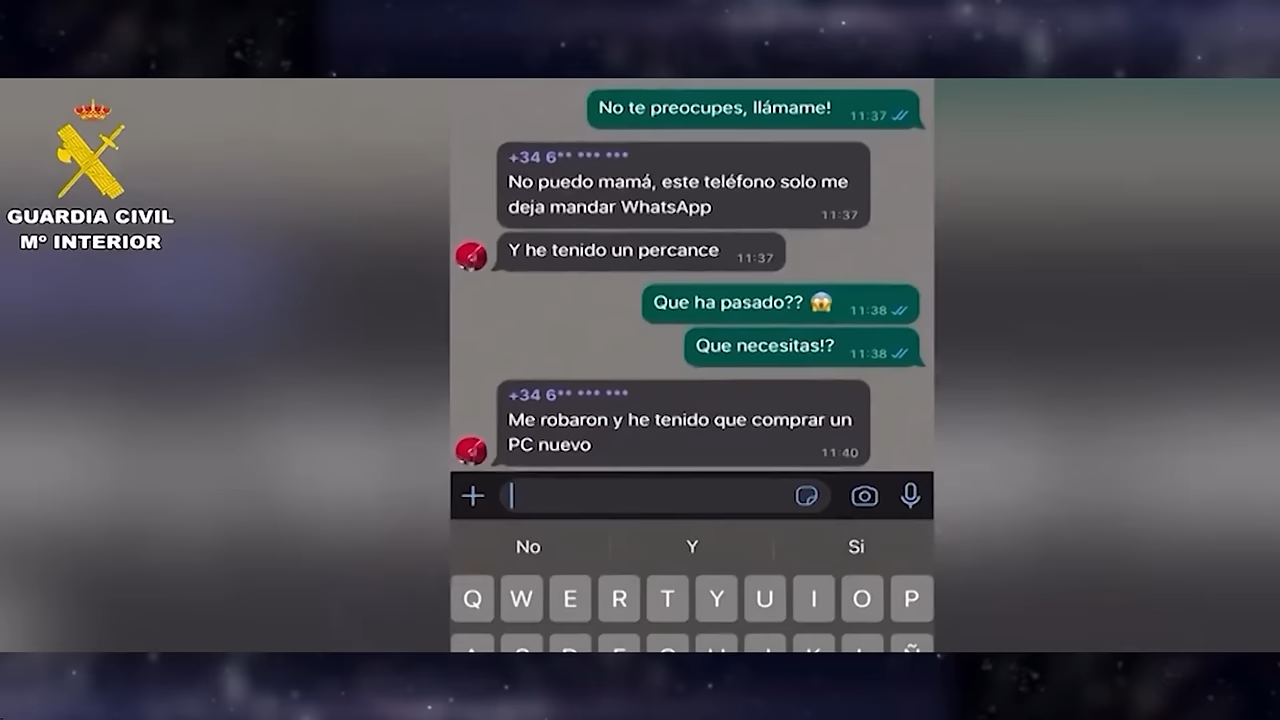 GUARDIA CIVIL
Mº INTERIOR
No te preocupes, llámame!
11:37
+34 6** *** ***
No puedo mamá, este teléfono solo me
deja mandar WhatsApp
11:37
Y he tenido un percance
11:37
Que ha pasado?? 😱
11:38
Que necesitas!?
11:38
+34 6** *** ***
Me robaron y he tenido que comprar un
PC nuevo
11:40
No Y Si
Q W E R T Y U I O P